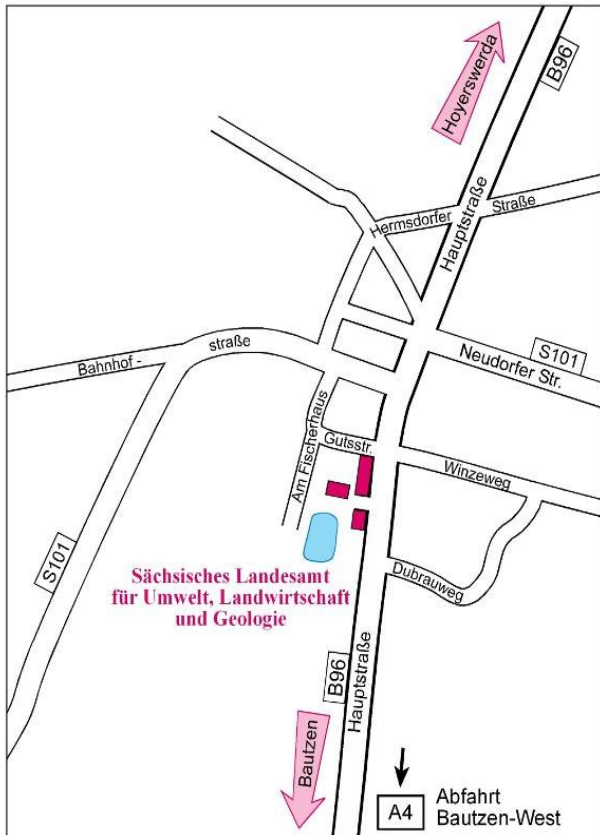 Hoyerswerda
B96
Hauptstraße
Hermsdorfer
Straße
S101
Neudorfer Str.
Bahnhof -
straße
Am Fischerhaus
Gutsstr.
Winzeweg
S101
Dubrauweg
Sächsisches Landesamt
für Umwelt, Landwirtschaft
und Geologie
B96
Hauptstraße
Bautzen
A4
Abfahrt
Bautzen-West